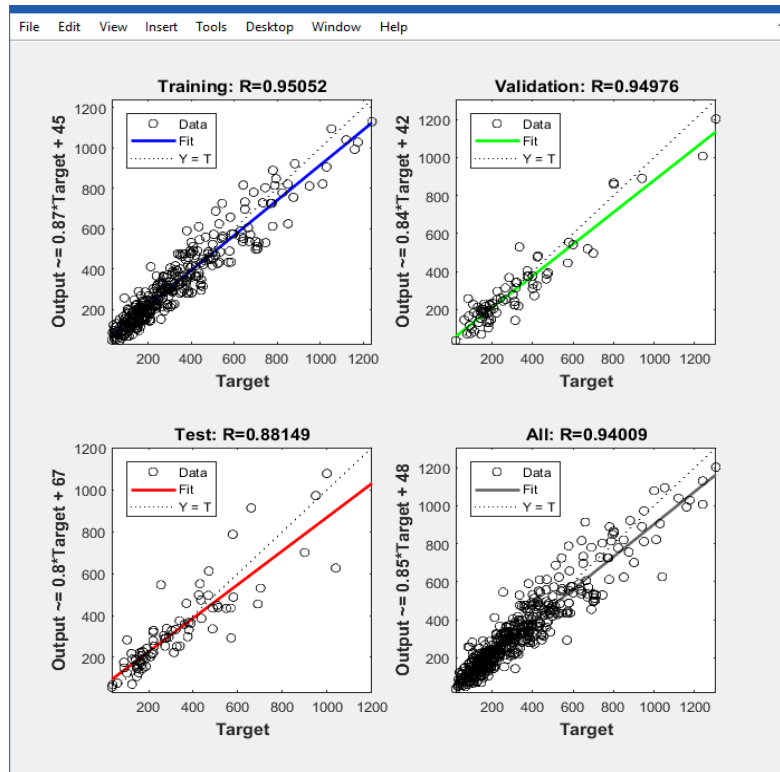 File Edit View Insert Tools Desktop Window Help
Training: R=0.95052
Output ~= 0.87*Target + 45
1200
1000
800
600
400
200
Data
Fit
Y = T
200 400 600 800 1000 1200
Target
Validation: R=0.94976
Output ~= 0.84*Target + 42
1200
1000
800
600
400
200
Data
Fit
Y = T
200 400 600 800 1000 1200
Target
Test: R=0.88149
Output ~= 0.8*Target + 67
1200
1000
800
600
400
200
Data
Fit
Y = T
200 400 600 800 1000 1200
Target
All: R=0.94009
Output ~= 0.85*Target + 48
1200
1000
800
600
400
200
Data
Fit
Y = T
200 400 600 800 1000 1200
Target